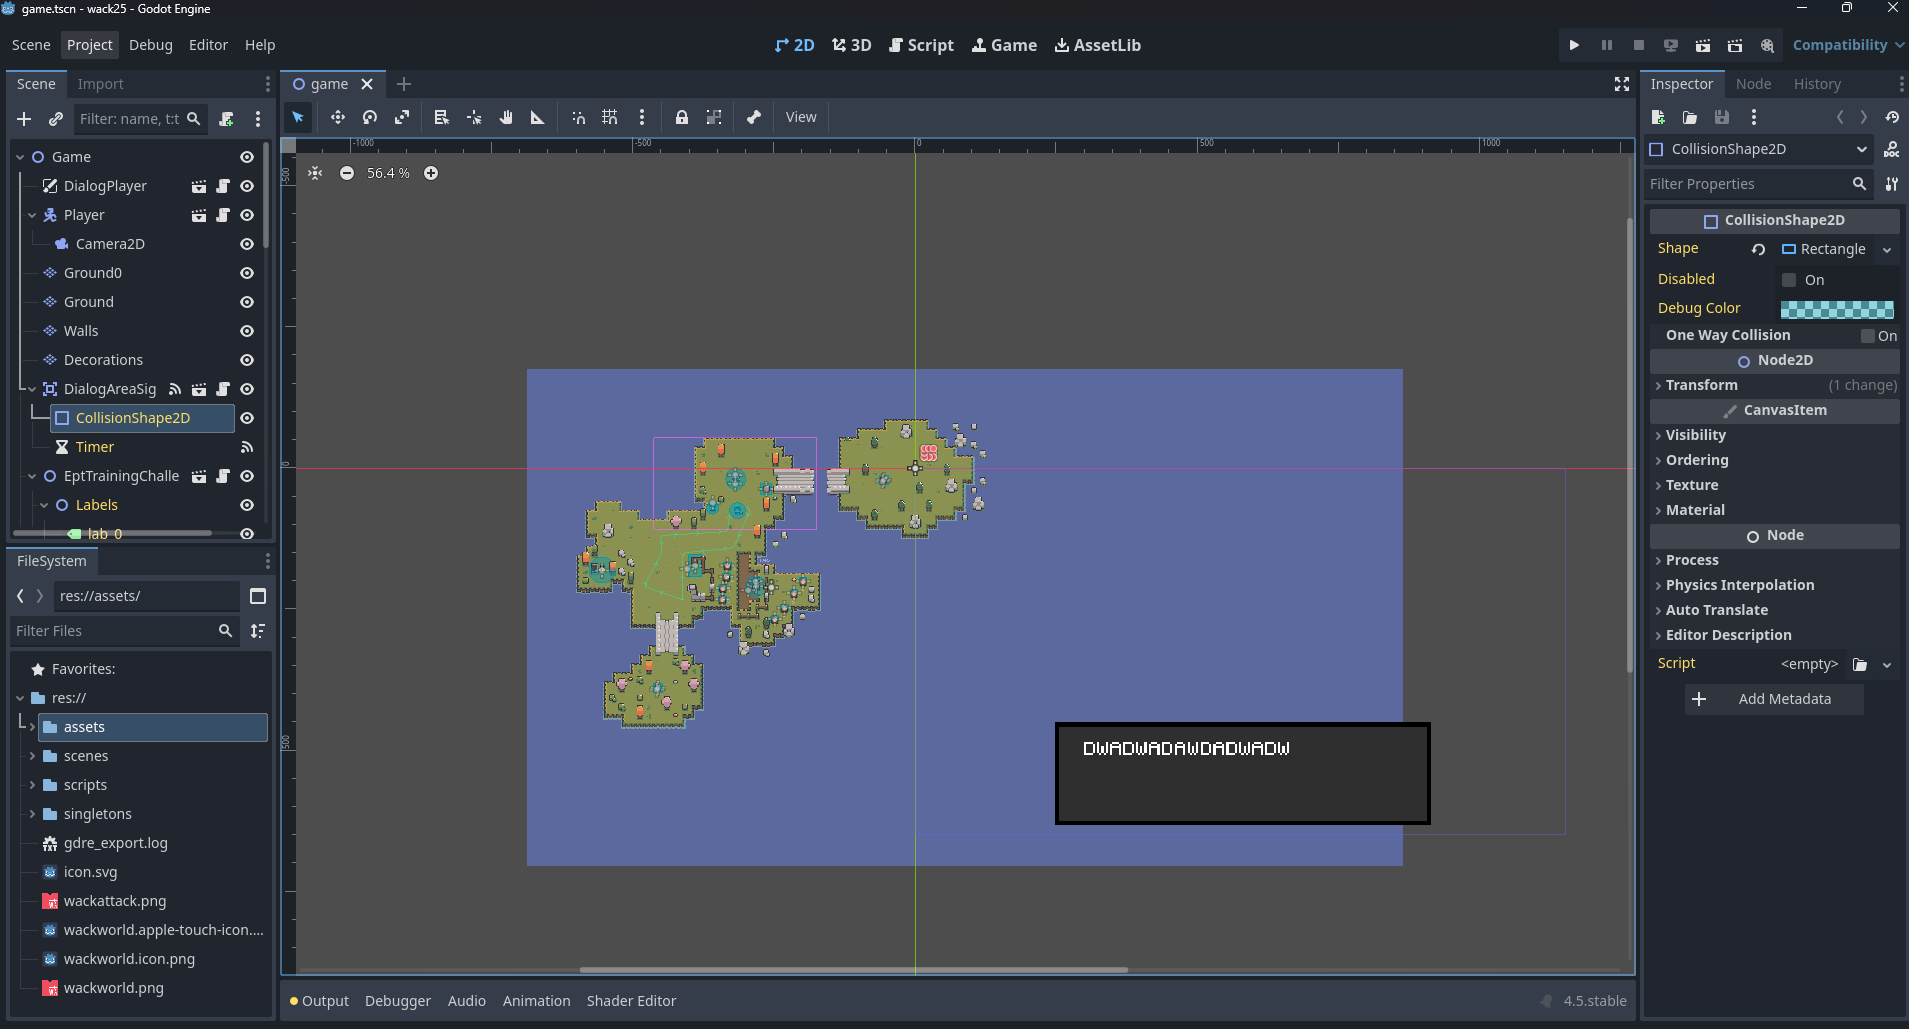 game.tscn - wack25 - Godot Engine
Scene Project Debug Editor Help
2D 3D Script Game AssetLib
Compatibility
Scene Import
game
Inspector Node History
Filter: name, t:t
View
-1000 -500 0 500 1000
-500
0
500
56.4 %
Game
DialogPlayer
Player
Camera2D
Ground0
Ground
Walls
Decorations
DialogAreaSig
CollisionShape2D
Timer
EptTrainingChalle
Labels
lab_0
FileSystem
res://assets/
Filter Files
Favorites:
res://
assets
scenes
scripts
singletons
gdre_export.log
icon.svg
wackattack.png
wackworld.apple-touch-icon....
wackworld.icon.png
wackworld.png
DWADWADAWDADWADW
Output Debugger Audio Animation Shader Editor
4.5.stable
CollisionShape2D
Filter Properties
CollisionShape2D
Shape Rectangle
Disabled On
Debug Color
One Way Collision On
Node2D
Transform (1 change)
CanvasItem
Visibility
Ordering
Texture
Material
Node
Process
Physics Interpolation
Auto Translate
Editor Description
Script <empty>
Add Metadata